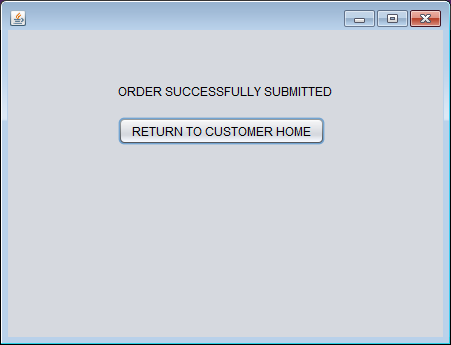 ORDER SUCCESSFULLY SUBMITTED
RETURN TO CUSTOMER HOME